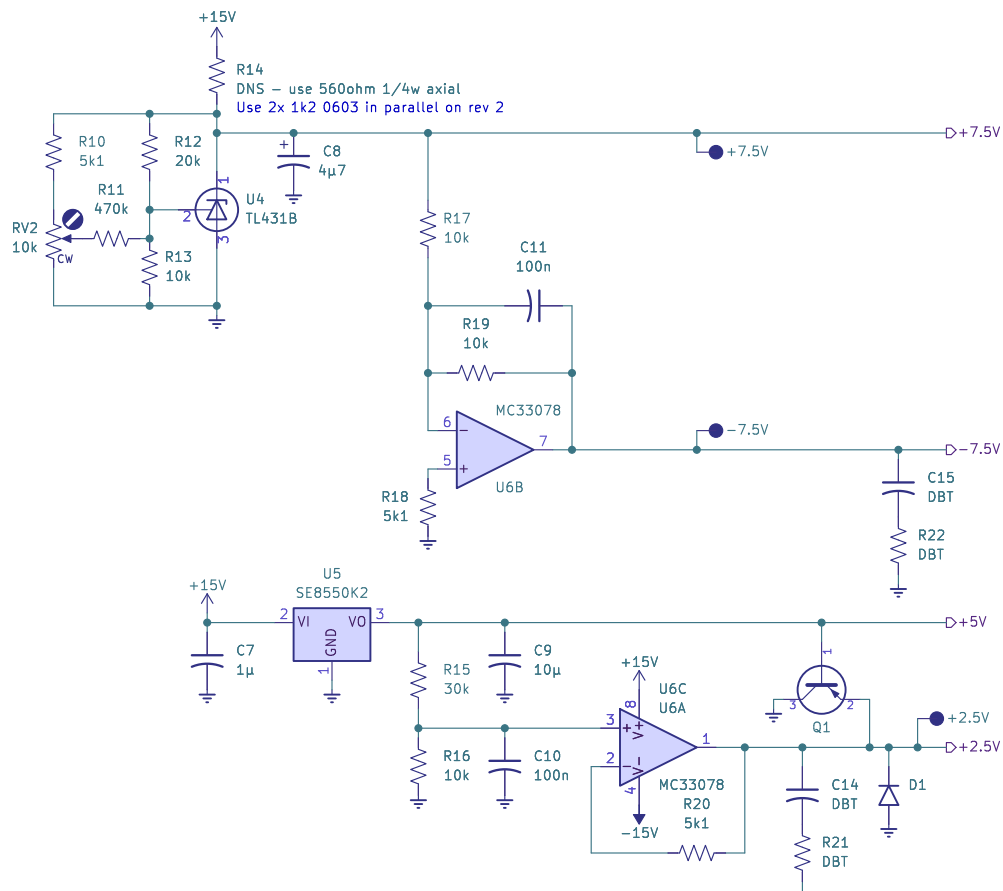 +15V
R14
DNS – use 560ohm 1/4w axial
Use 2x 1k2 0603 in parallel on rev 2
R10
5k1
R12
20k
+
C8
4µ7
+7.5V
+7.5V
1
R11
470k
2
U4
TL431B
RV2
10k
CW
3
R13
10k
R17
10k
C11
100n
R19
10k
MC33078
6
–
7
5
+
U6B
R18
5k1
–7.5V
–7.5V
C15
DBT
R22
DBT
+15V
U5
SE8550K2
2
VI
VO
3
GND
1
C7
1µ
+5V
R15
30k
C9
10µ
+15V
U6C
U6A
8
V+
3
+
1
2
–
V–
4
MC33078
–15V
R16
10k
C10
100n
R20
5k1
1
3
2
Q1
+2.5V
+2.5V
C14
DBT
D1
R21
DBT